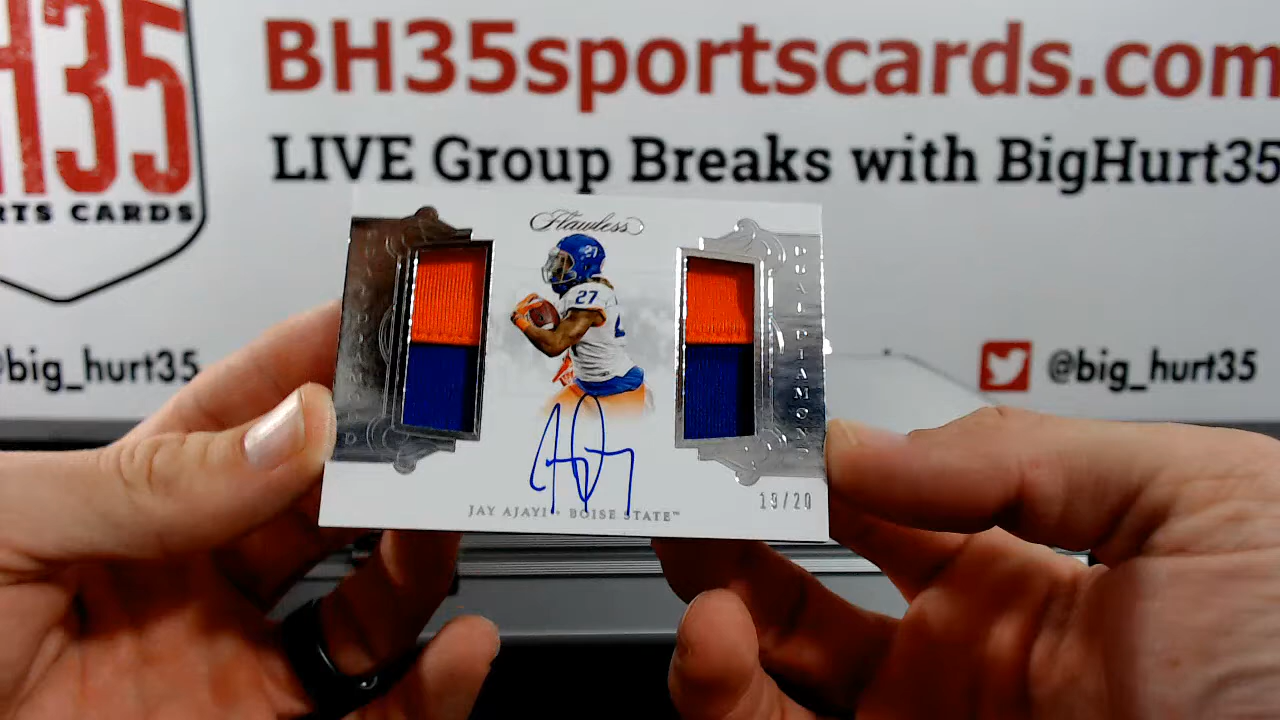 H35
RTS CARDS
@big_hurt35
BH35sportscards.com
LIVE Group Breaks with BigHurt35
@big_hurt35
Flawless
27
27
DUAL DIAMOND
JAY AJAYI • BOISE STATE™
19/20